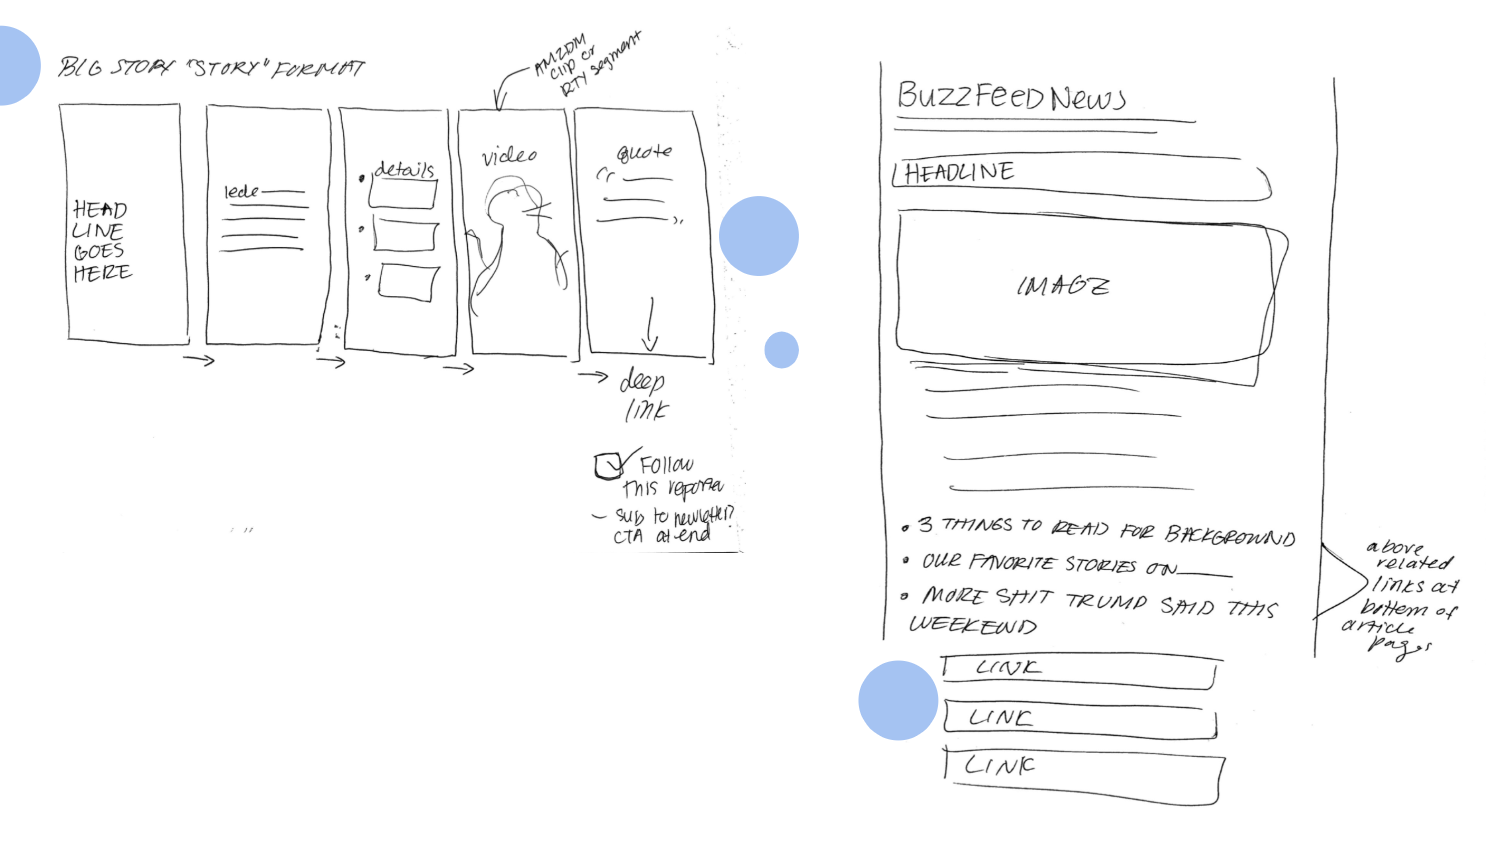 BIG STORY "STORY" FORMAT
AM2DM
clip or
RTY segment
HEAD
LINE
GOES
HERE
lede
details
video
quote
deep
link
Follow
this reporter
– sub to newsletter?
CTA at end
BuzzFeed News
HEADLINE
IMAGE
• 3 THINGS TO READ FOR BACKGROUND
• OUR FAVORITE STORIES ON
• MORE SHIT TRUMP SAID THIS
WEEKEND
LINK
LINK
LINK
above
related
links at
bottom of
article
pages